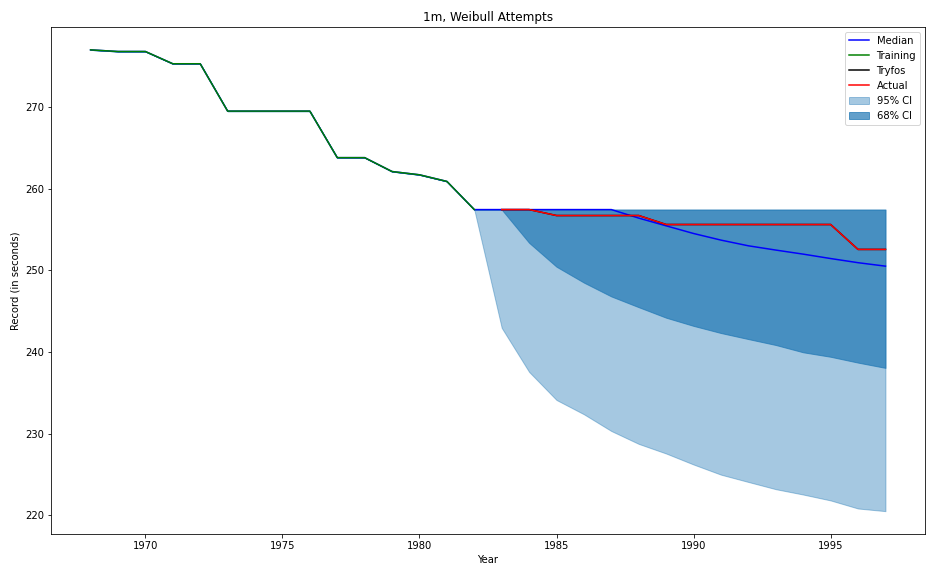 1m, Weibull Attempts
Median
Training
Tryfos
Actual
95% CI
68% CI
Record (in seconds)
270
260
250
240
230
220
1970
1975
1980
1985
1990
1995
Year